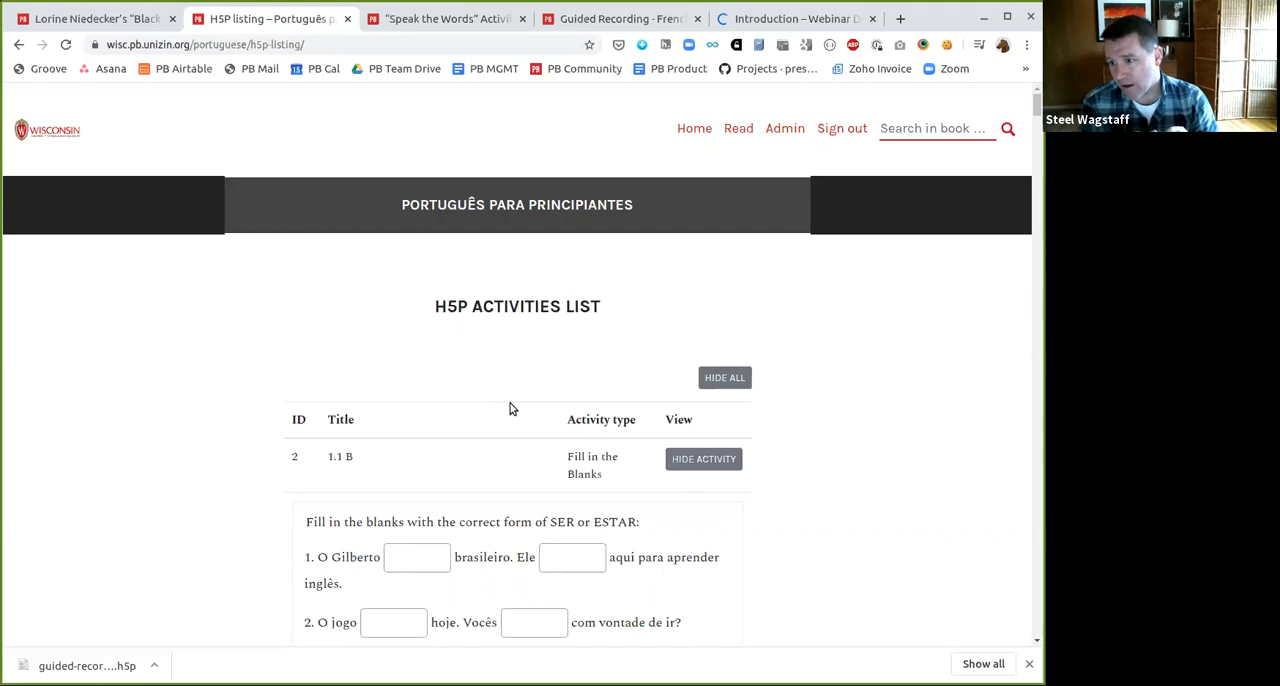 Lorine Niedecker's "Black
H5P listing – Português p
"Speak the Words" Activi
Guided Recording - Frenc
Introduction – Webinar D
wisc.pb.unizin.org/portuguese/h5p-listing/
Groove
Asana
PB Airtable
PB Mail
PB Cal
PB Team Drive
PB MGMT
PB Community
PB Product
Projects · pres...
Zoho Invoice
Zoom
»
Steel Wagstaff
WISCONSIN
Home
Read
Admin
Sign out
Search in book ...
PORTUGUÊS PARA PRINCIPIANTES
H5P ACTIVITIES LIST
HIDE ALL
ID Title Activity type View
2 1.1 B Fill in the HIDE ACTIVITY
Blanks
Fill in the blanks with the correct form of SER or ESTAR:
1. O Gilberto brasileiro. Ele aqui para aprender
inglês.
2. O jogo hoje. Vocês com vontade de ir?
guided-recor....h5p
Show all